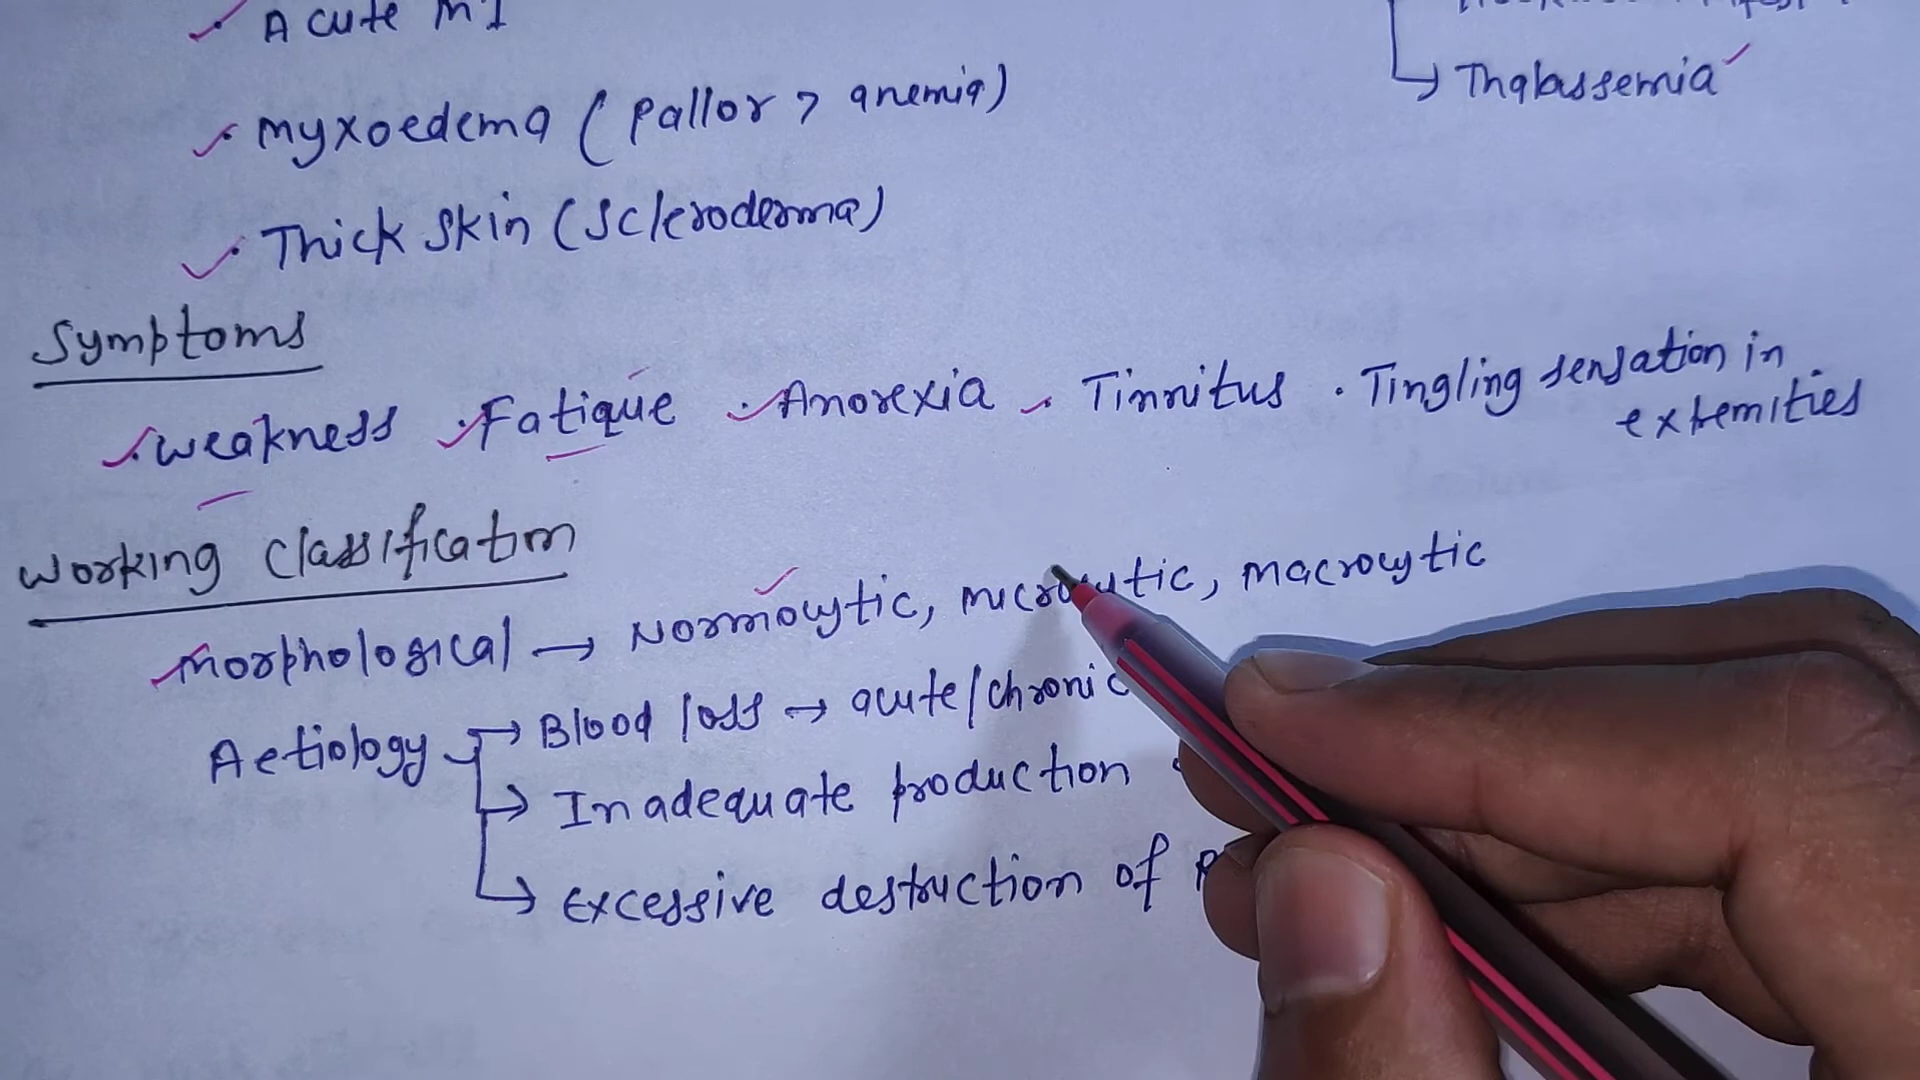 • Acute MI
→ Thalassemia
• Myxoedema (pallor > anemia)
• Thick skin (Scleroderma)
Symptoms
• weakness • Fatique • Anorexia • Tinnitus • Tingling sensation in
extemities
Working Classification
Morphological → Normocytic, microcytic, macrocytic
Aetiology → Blood loss → acute/chronic
→ Inadequate production
→ Excessive destruction of